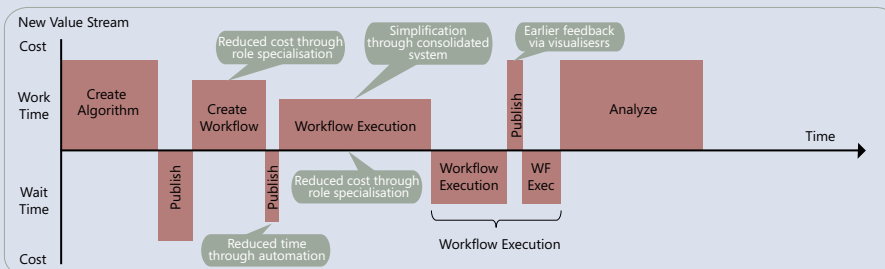 New Value Stream
Cost
Work
Time
Wait
Time
Cost
Time
Create
Algorithm
Publish
Reduced cost through
role specialisation
Create
Workflow
Publish
Reduced time
through automation
Simplification
through consolidated
system
Workflow Execution
Reduced cost through
role specialisation
Workflow
Execution
Earlier feedback
via visualisesrs
Publish
WF
Exec
Workflow Execution
Analyze